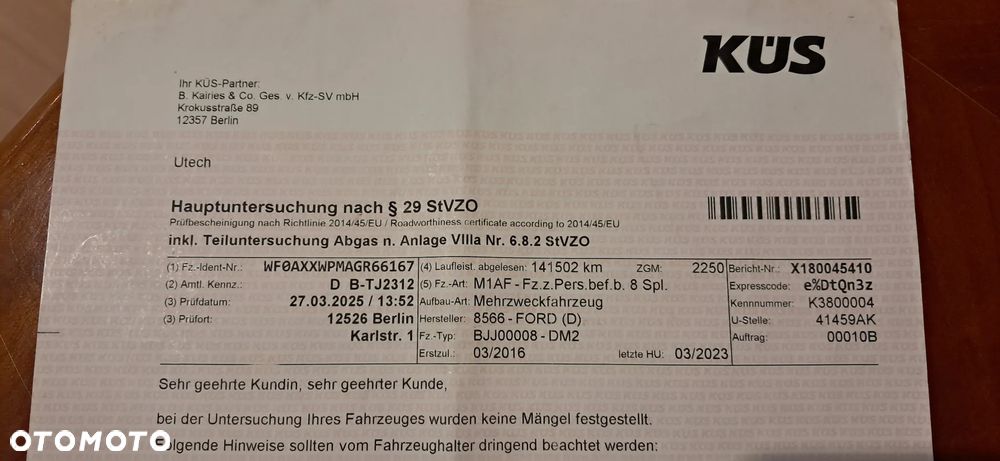 KÜS
Ihr KÜS-Partner:
B. Kairies & Co. Ges. v. Kfz-SV mbH
Krokusstraße 89
12357 Berlin
Utech
Hauptuntersuchung nach § 29 StVZO
Prüfbescheinigung nach Richtlinie 2014/45/EU / Roadworthiness certificate according to 2014/45/EU
inkl. Teiluntersuchung Abgas n. Anlage VIIIa Nr. 6.8.2 StVZO
(1) Fz.-Ident-Nr.: WF0AXXWPMAGR66167 (4) Laufleist. abgelesen: 141502 km ZGM: 2250 Bericht-Nr.: X180045410
(2) Amtl. Kennz.: D B-TJ2312 (5) Fz.-Art: M1AF - Fz.z.Pers.bef.b. 8 Spl. Expresscode: e%DtQn3z
(3) Prüfdatum: 27.03.2025 / 13:52 Aufbau-Art: Mehrzweckfahrzeug Kennnummer: K3800004
(3) Prüfort: 12526 Berlin Hersteller: 8566 - FORD (D) U-Stelle: 41459AK
Karlstr. 1 Fz.-Typ: BJJ00008 - DM2 Auftrag: 00010B
Erstzul.: 03/2016 letzte HU: 03/2023
Sehr geehrte Kundin, sehr geehrter Kunde,
bei der Untersuchung Ihres Fahrzeuges wurden keine Mängel festgestellt.
Folgende Hinweise sollten vom Fahrzeughalter dringend beachtet werden:
OTOMOTO